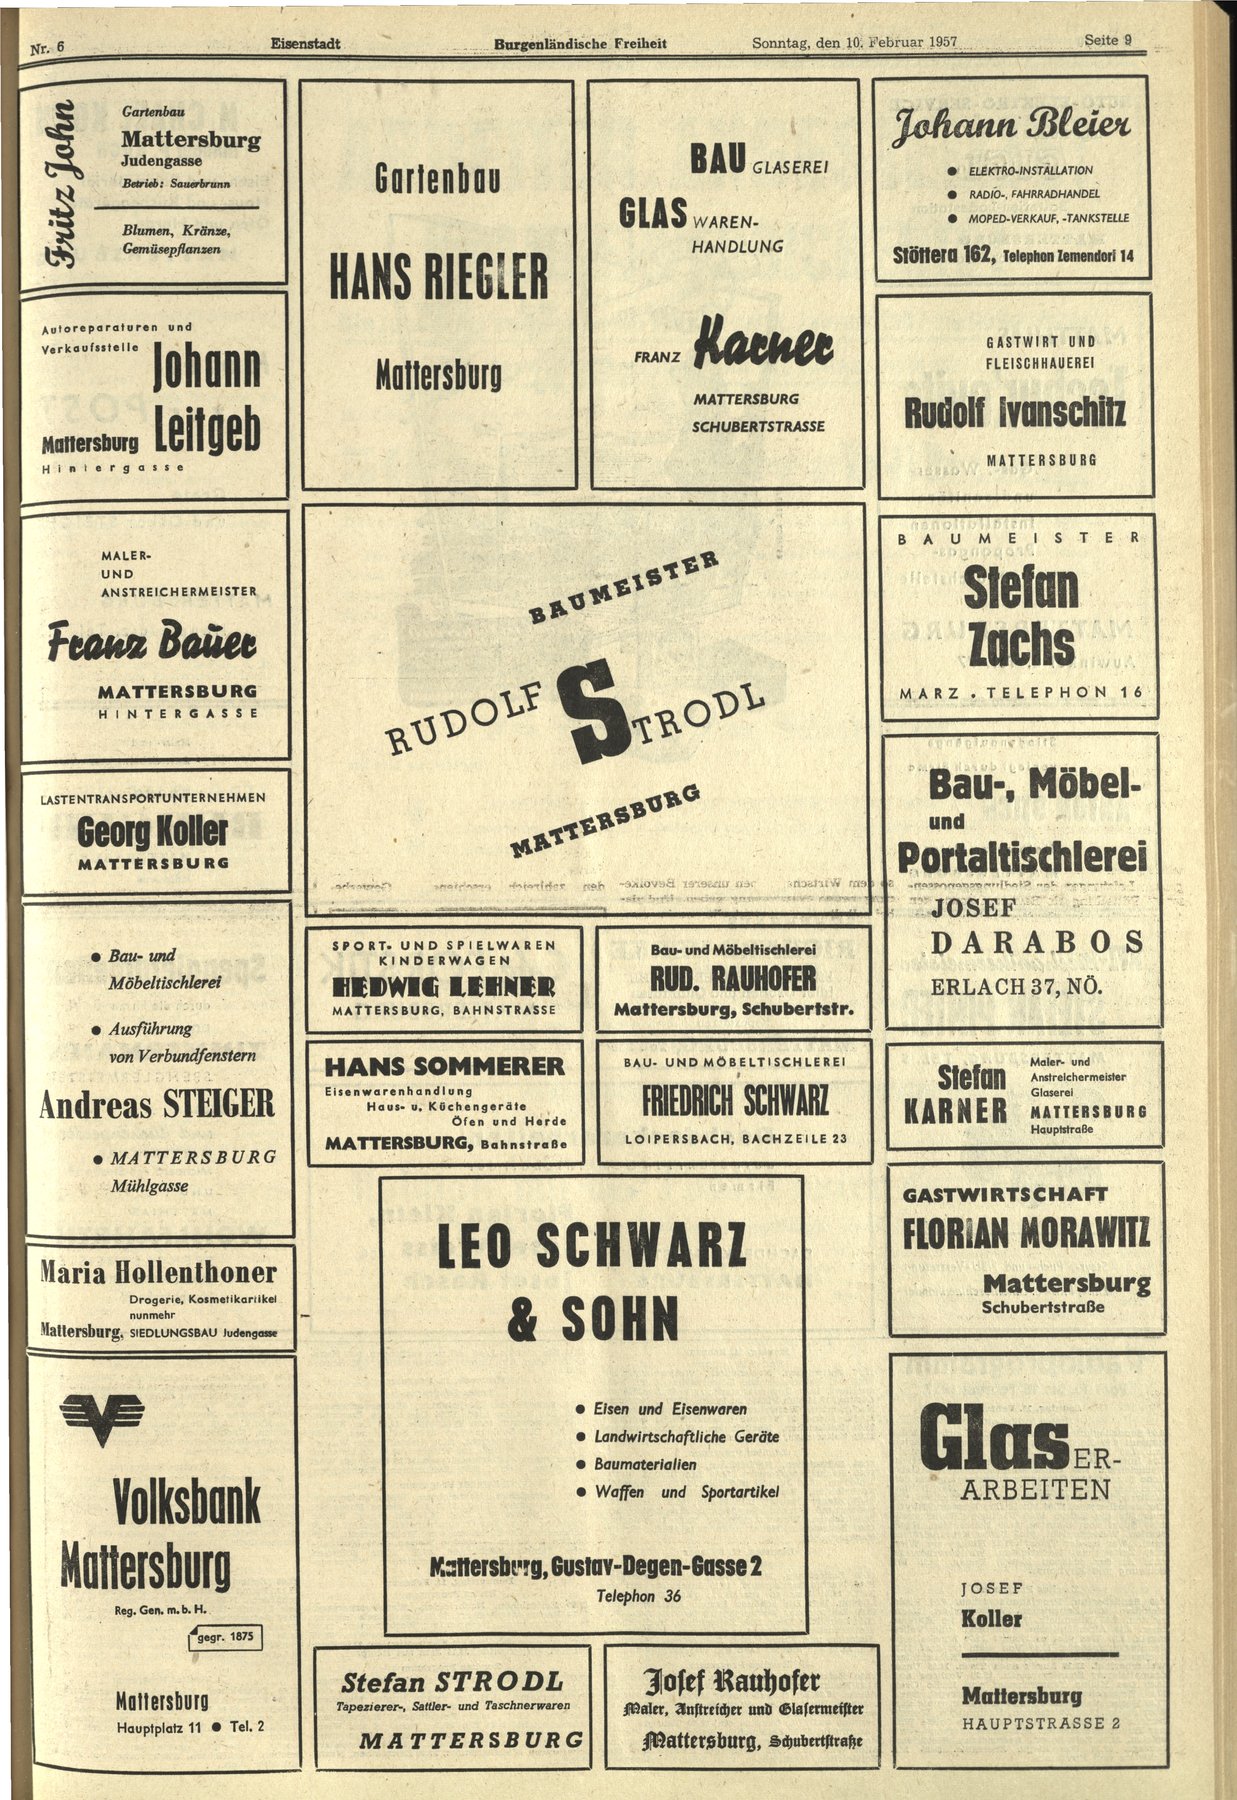 Nr. 6 Eisenstadt Burgenländische Freiheit Sonntag, den 10. Februar 1957 Seite 9
Fritz John
Gartenbau
Mattersburg
Judengasse
Betrieb: Sauerbrunn
Blumen, Kränze,
Gemüsepflanzen
Autoreparaturen und
Verkaufsstelle
Johann
Leitgeb
Mattersburg
Hintergasse
MALER-
UND
ANSTREICHERMEISTER
Franz Bauer
MATTERSBURG
HINTERGASSE
LASTENTRANSPORTUNTERNEHMEN
Georg Koller
MATTERSBURG
● Bau- und
Möbeltischlerei
● Ausführung
von Verbundfenstern
Andreas STEIGER
● MATTERSBURG
Mühlgasse
Maria Hollenthoner
Drogerie, Kosmetikartikel
nunmehr
Mattersburg, SIEDLUNGSBAU Judengasse
Volksbank
Mattersburg
Reg. Gen. m. b. H.
gegr. 1875
Mattersburg
Hauptplatz 11 ● Tel. 2
Gartenbau
HANS RIEGLER
Mattersburg
BAU GLASEREI
GLAS WAREN-
HANDLUNG
FRANZ Karner
MATTERSBURG
SCHUBERTSTRASSE
BAUMEISTER
RUDOLF STRODL
MATTERSBURG
SPORT- UND SPIELWAREN
KINDERWAGEN
HEDWIG LEHNER
MATTERSBURG, BAHNSTRASSE
Bau- und Möbeltischlerei
RUD. RAUHOFER
Mattersburg, Schubertstr.
HANS SOMMERER
Eisenwarenhandlung
Haus- u. Küchengeräte
Öfen und Herde
MATTERSBURG, Bahnstraße
BAU- UND MÖBELTISCHLEREI
FRIEDRICH SCHWARZ
LOIPERSBACH, BACHZEILE 23
LEO SCHWARZ
& SOHN
● Eisen und Eisenwaren
● Landwirtschaftliche Geräte
● Baumaterialien
● Waffen und Sportartikel
Mattersburg, Gustav-Degen-Gasse 2
Telephon 36
Stefan STRODL
Tapezierer-, Sattler- und Taschnerwaren
MATTERSBURG
Josef Rauhofer
Maler, Anstreicher und Glasermeister
Mattersburg, Schubertstraße
Johann Bleier
● ELEKTRO-INSTALLATION
● RADIO-, FAHRRADHANDEL
● MOPED-VERKAUF, -TANKSTELLE
Stöttera 162, Telephon Zemendorf 14
GASTWIRT UND
FLEISCHHAUEREI
Rudolf Ivanschitz
MATTERSBURG
BAUMEISTER
Stefan
Zachs
MARZ . TELEPHON 16
Bau-, Möbel-
und
Portaltischlerei
JOSEF
DARABOS
ERLACH 37, NÖ.
Stefan
KARNER
Maler- und
Anstreichermeister
Glaserei
MATTERSBURG
Hauptstraße
GASTWIRTSCHAFT
FLORIAN MORAWITZ
Mattersburg
Schubertstraße
Glas ER-
ARBEITEN
JOSEF
Koller
Mattersburg
HAUPTSTRASSE 2